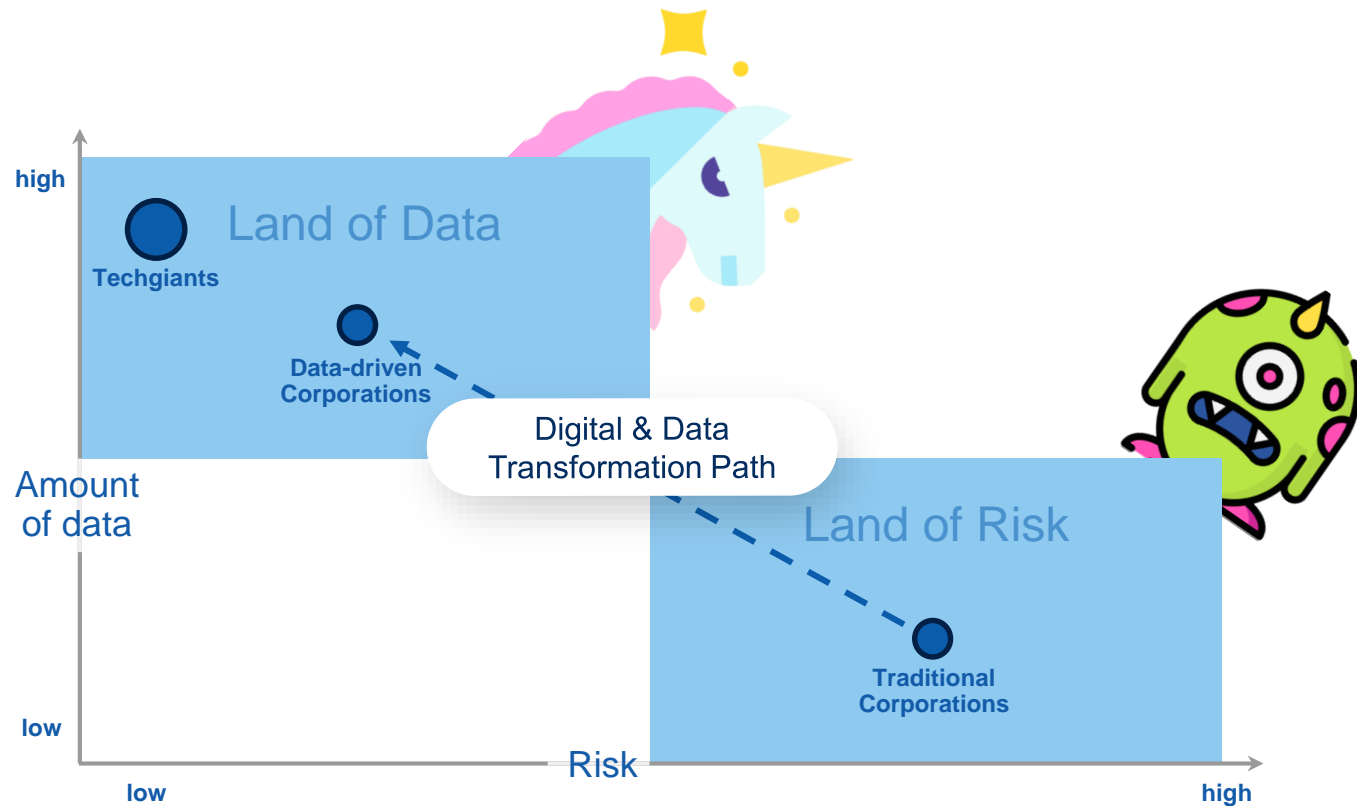 high
Land of Data
Techgiants
Data-driven
Corporations
Digital & Data
Transformation Path
Amount
of data
Land of Risk
Traditional
Corporations
low
Risk
low
high